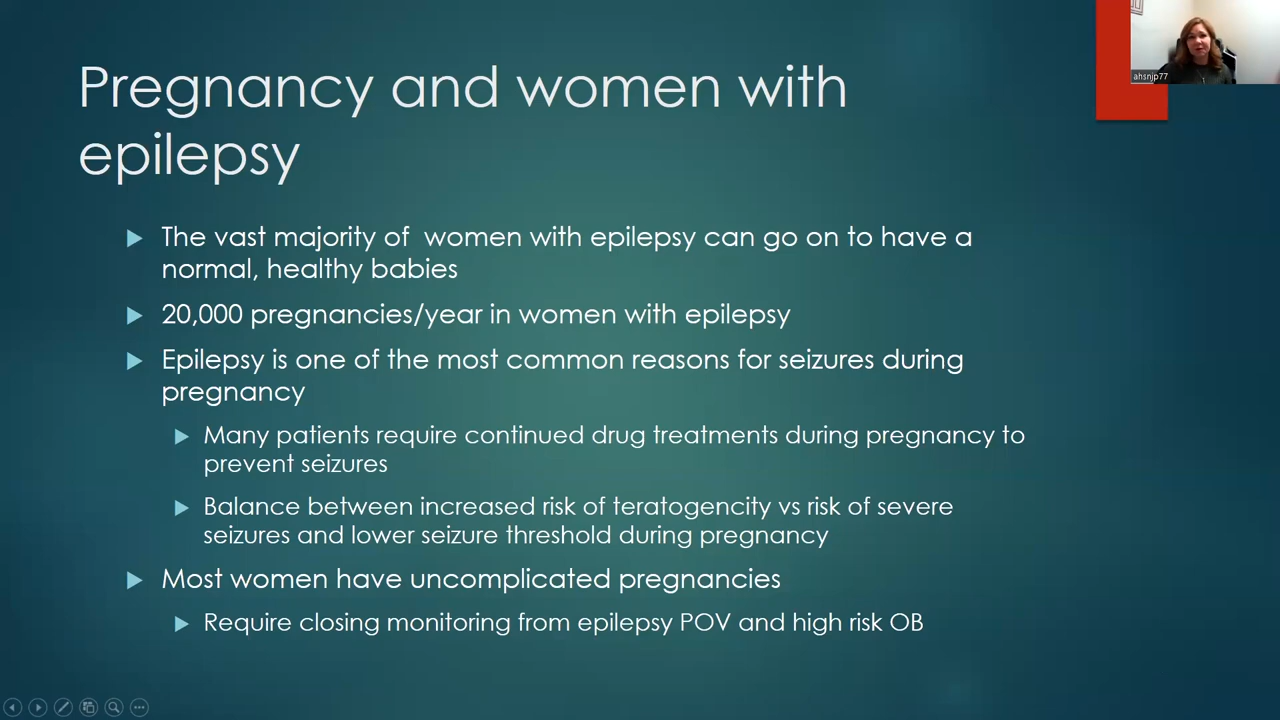 Pregnancy and women with
epilepsy
The vast majority of women with epilepsy can go on to have a
normal, healthy babies
20,000 pregnancies/year in women with epilepsy
Epilepsy is one of the most common reasons for seizures during
pregnancy
Many patients require continued drug treatments during pregnancy to
prevent seizures
Balance between increased risk of teratogencity vs risk of severe
seizures and lower seizure threshold during pregnancy
Most women have uncomplicated pregnancies
Require closing monitoring from epilepsy POV and high risk OB
ahsnjp77